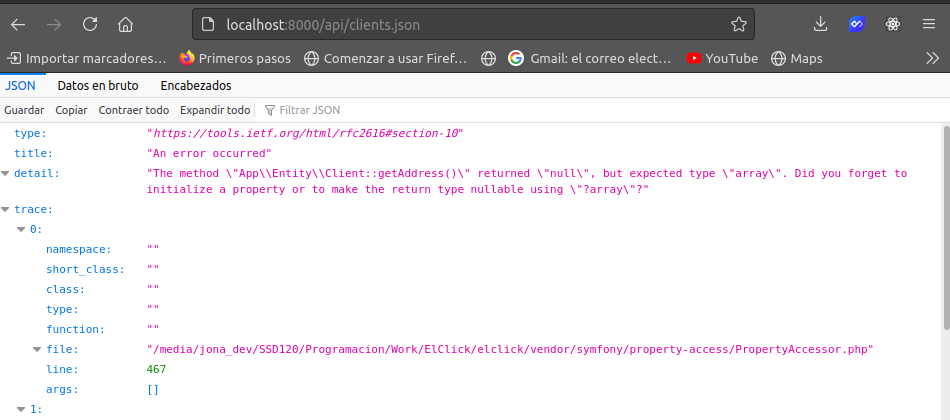 localhost:8000/api/clients.json
Importar marcadores... Primeros pasos Comenzar a usar Firef... Gmail: el correo elect... YouTube Maps
JSON Datos en bruto Encabezados
Guardar Copiar Contraer todo Expandir todo Filtrar JSON
type: "https://tools.ietf.org/html/rfc2616#section-10"
title: "An error occurred"
detail: "The method \"App\\Entity\\Client::getAddress()\" returned \"null\", but expected type \"array\". Did you forget to
initialize a property or to make the return type nullable using \"?array\"?"
trace:
0:
namespace: ""
short_class: ""
class: ""
type: ""
function: ""
file: "/media/jona_dev/SSD120/Programacion/Work/ElClick/elclick/vendor/symfony/property-access/PropertyAccessor.php"
line: 467
args: []
1: